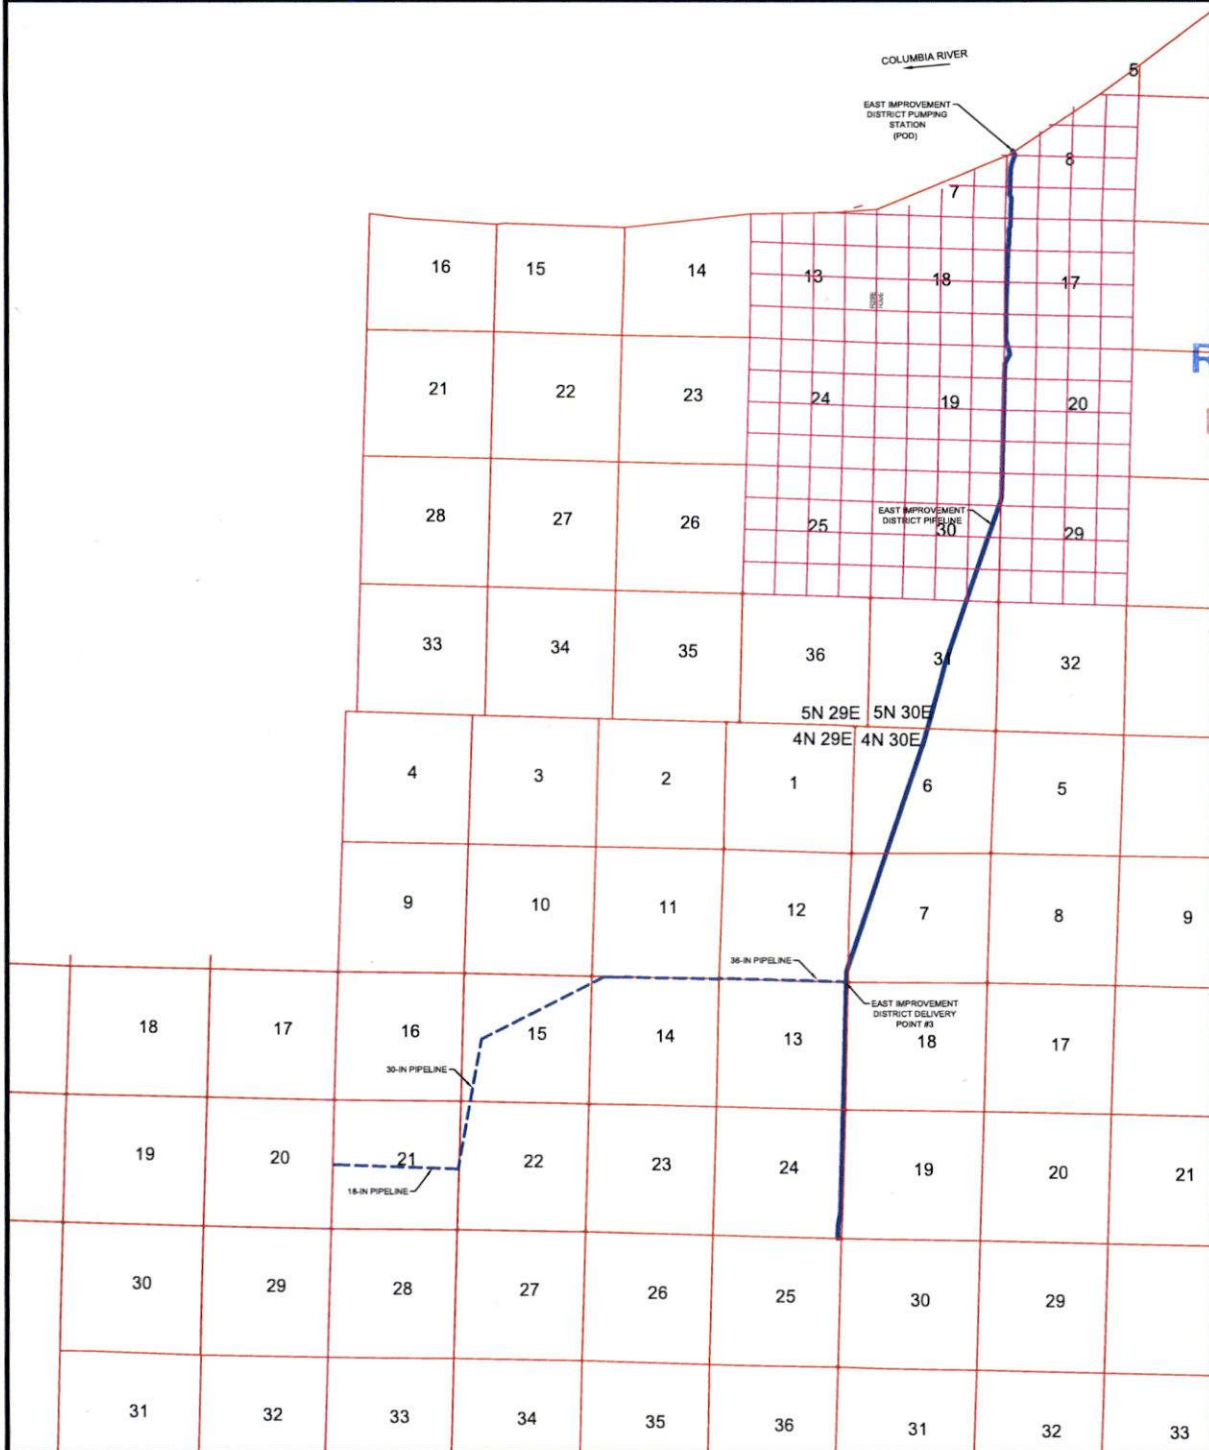 COLUMBIA RIVER
5
EAST IMPROVEMENT
DISTRICT PUMPING
STATION
(POD)
8
7
16 15 14 13 18 17
R
21 22 23 24 19 20
28 27 26 25 30 29
EAST IMPROVEMENT
DISTRICT PIPELINE
33 34 35 36 31 32
5N 29E 5N 30E
4N 29E 4N 30E
4 3 2 1 6 5
9 10 11 12 7 8 9
36-IN PIPELINE
EAST IMPROVEMENT
DISTRICT DELIVERY
POINT #3
18 17 16 15 14 13 18 17
30-IN PIPELINE
19 20 21 22 23 24 19 20 21
18-IN PIPELINE
30 29 28 27 26 25 30 29
31 32 33 34 35 36 31 32 33